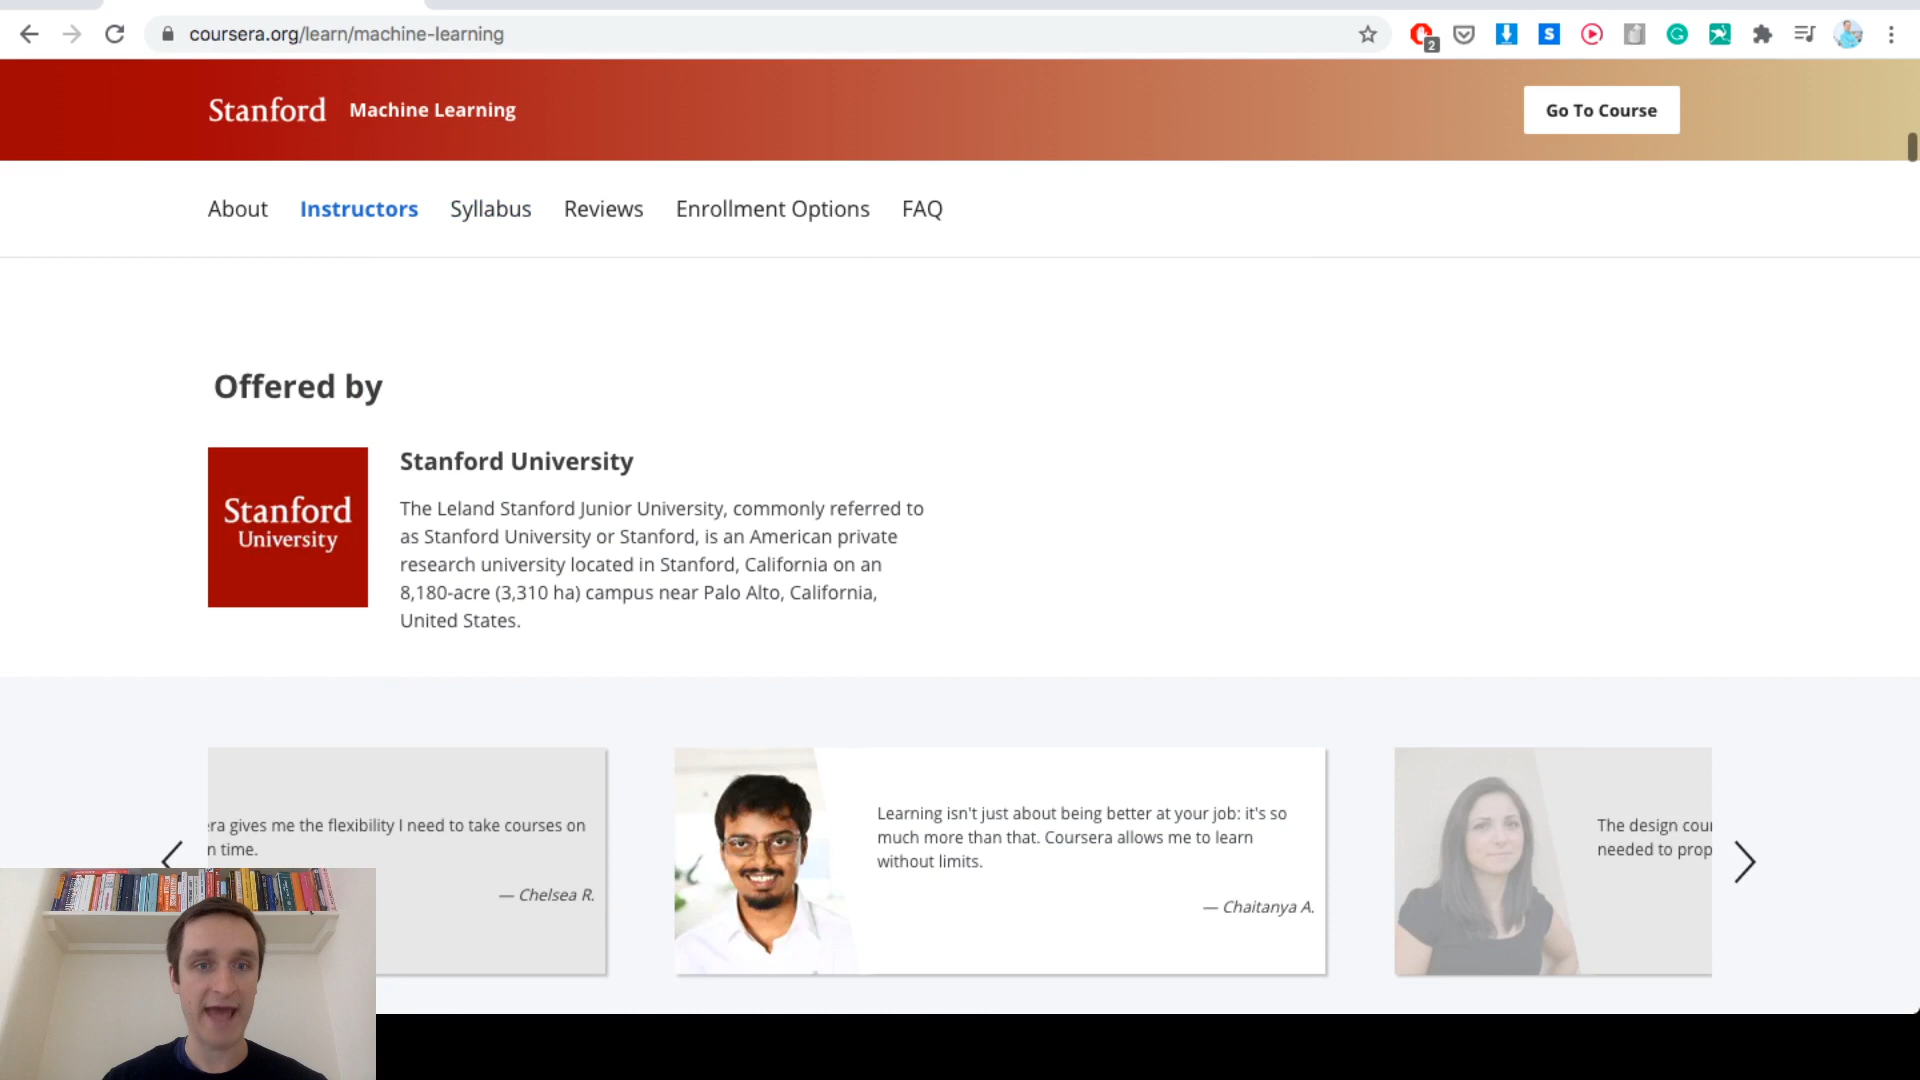 coursera.org/learn/machine-learning
2
Stanford Machine Learning
Go To Course
About Instructors Syllabus Reviews Enrollment Options FAQ
Offered by
Stanford
University
Stanford University
The Leland Stanford Junior University, commonly referred to
as Stanford University or Stanford, is an American private
research university located in Stanford, California on an
8,180-acre (3,310 ha) campus near Palo Alto, California,
United States.
era gives me the flexibility I need to take courses on
n time.
— Chelsea R.
Learning isn't just about being better at your job: it's so
much more than that. Coursera allows me to learn
without limits.
— Chaitanya A.
The design cour
needed to prop